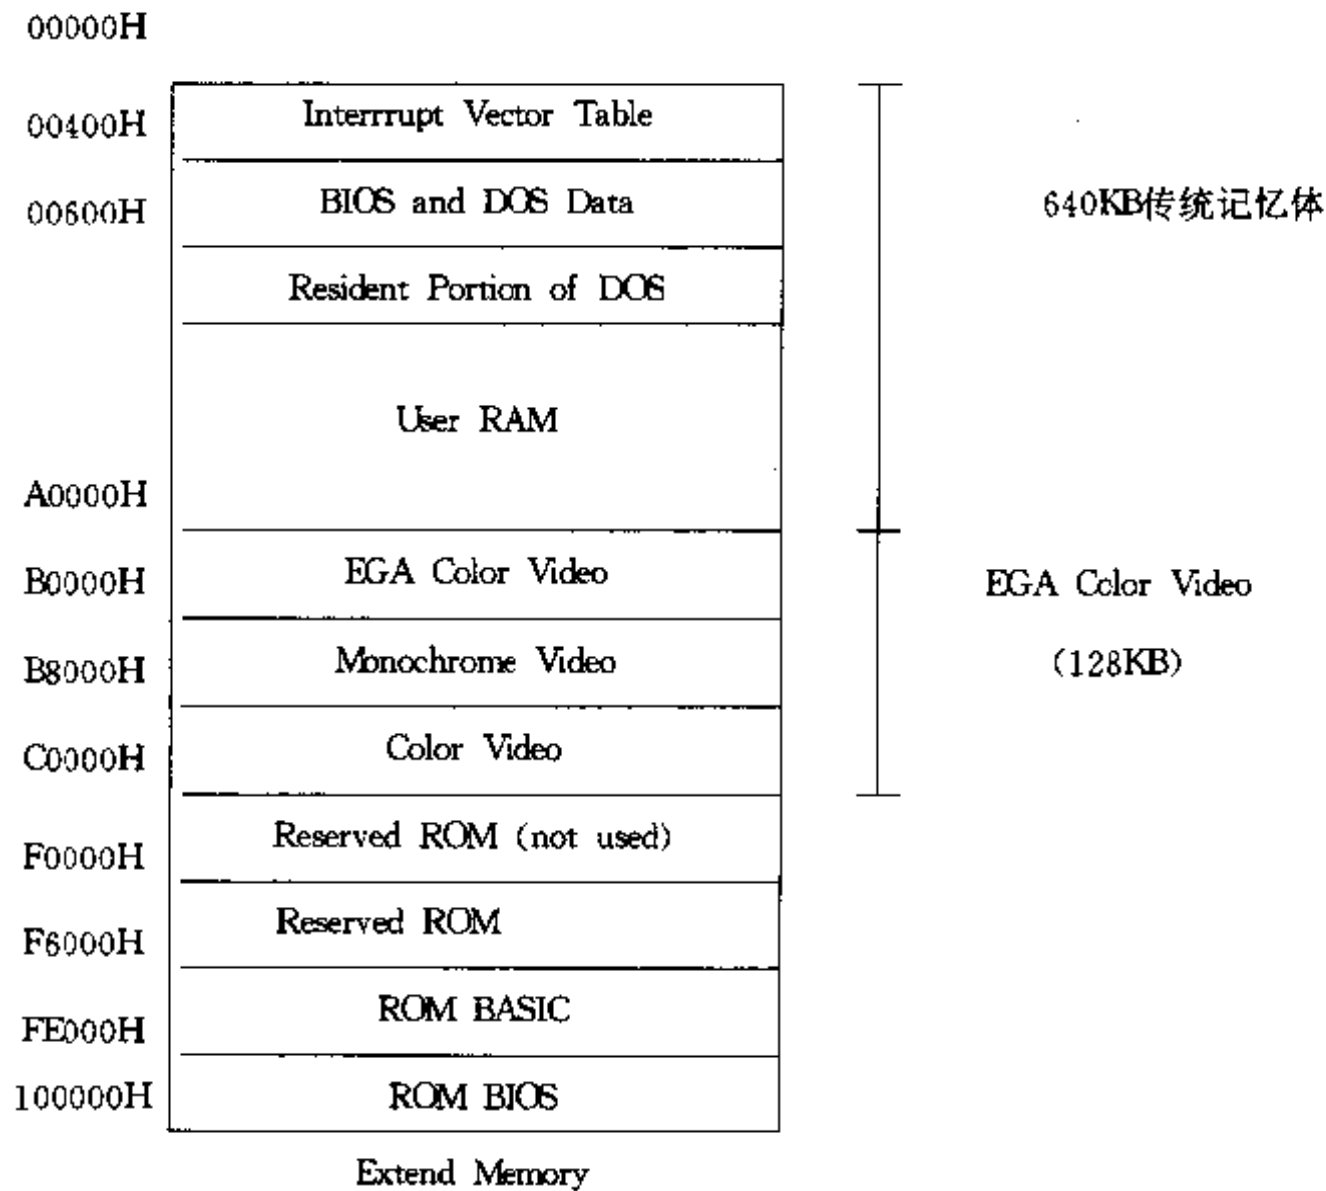 00000H
00400H Interrrupt Vector Table
00600H BIOS and DOS Data 640KB传统记忆体
Resident Portion of DOS
User RAM
A0000H
B0000H EGA Color Video EGA Color Video
B8000H Monochrome Video (128KB)
C0000H Color Video
F0000H Reserved ROM (not used)
F6000H Reserved ROM
FE000H ROM BASIC
100000H ROM BIOS
Extend Memory